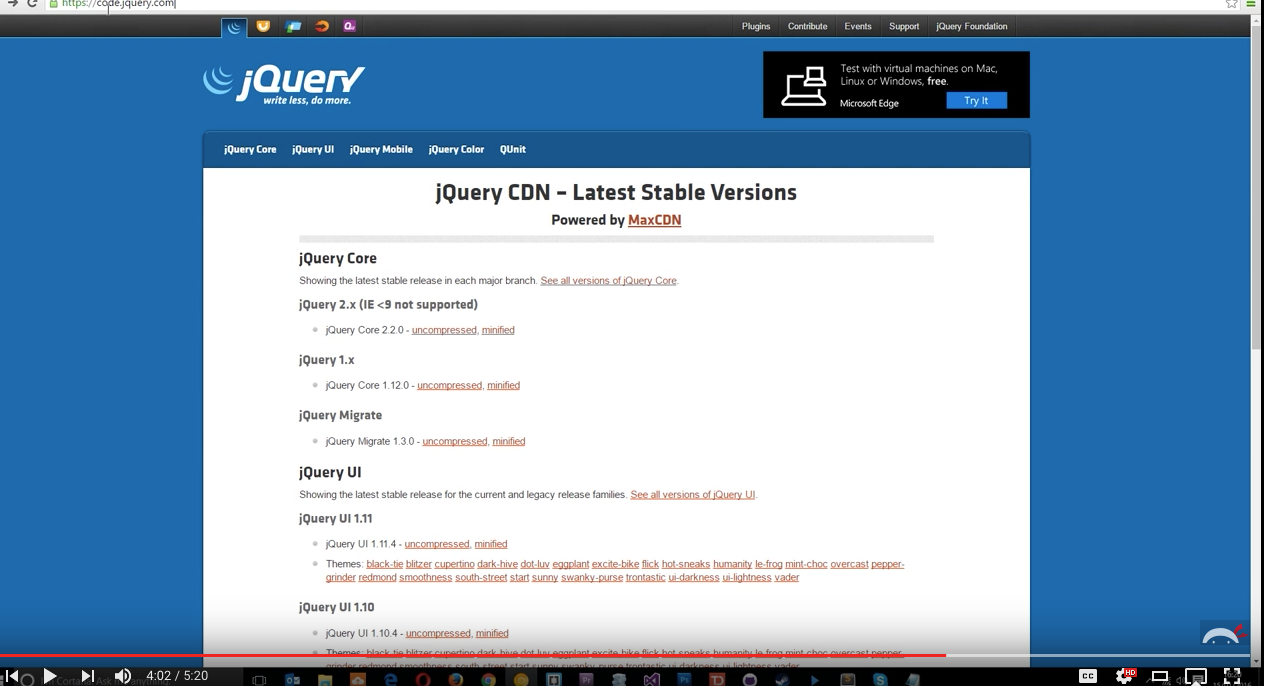 https://code.jquery.com
Plugins Contribute Events Support jQuery Foundation
jQuery
write less, do more.
Test with virtual machines on Mac,
Linux or Windows, free.
Microsoft Edge
Try It
jQuery Core jQuery UI jQuery Mobile jQuery Color QUnit
jQuery CDN – Latest Stable Versions
Powered by MaxCDN
jQuery Core
Showing the latest stable release in each major branch. See all versions of jQuery Core.
jQuery 2.x (IE <9 not supported)
jQuery Core 2.2.0 - uncompressed, minified
jQuery 1.x
jQuery Core 1.12.0 - uncompressed, minified
jQuery Migrate
jQuery Migrate 1.3.0 - uncompressed, minified
jQuery UI
Showing the latest stable release for the current and legacy release families. See all versions of jQuery UI.
jQuery UI 1.11
jQuery UI 1.11.4 - uncompressed, minified
Themes: black-tie blitzer cupertino dark-hive dot-luv eggplant excite-bike flick hot-sneaks humanity le-frog mint-choc overcast pepper-
grinder redmond smoothness south-street start sunny swanky-purse trontastic ui-darkness ui-lightness vader
jQuery UI 1.10
jQuery UI 1.10.4 - uncompressed, minified
Themes: black-tie blitzer cupertino dark-hive dot-luv eggplant excite-bike flick hot-sneaks humanity le-frog mint-choc overcast pepper-
grinder redmond smoothness south-street start sunny swanky-purse trontastic ui-darkness ui-lightness vader
4:02 / 5:20
CC
HD